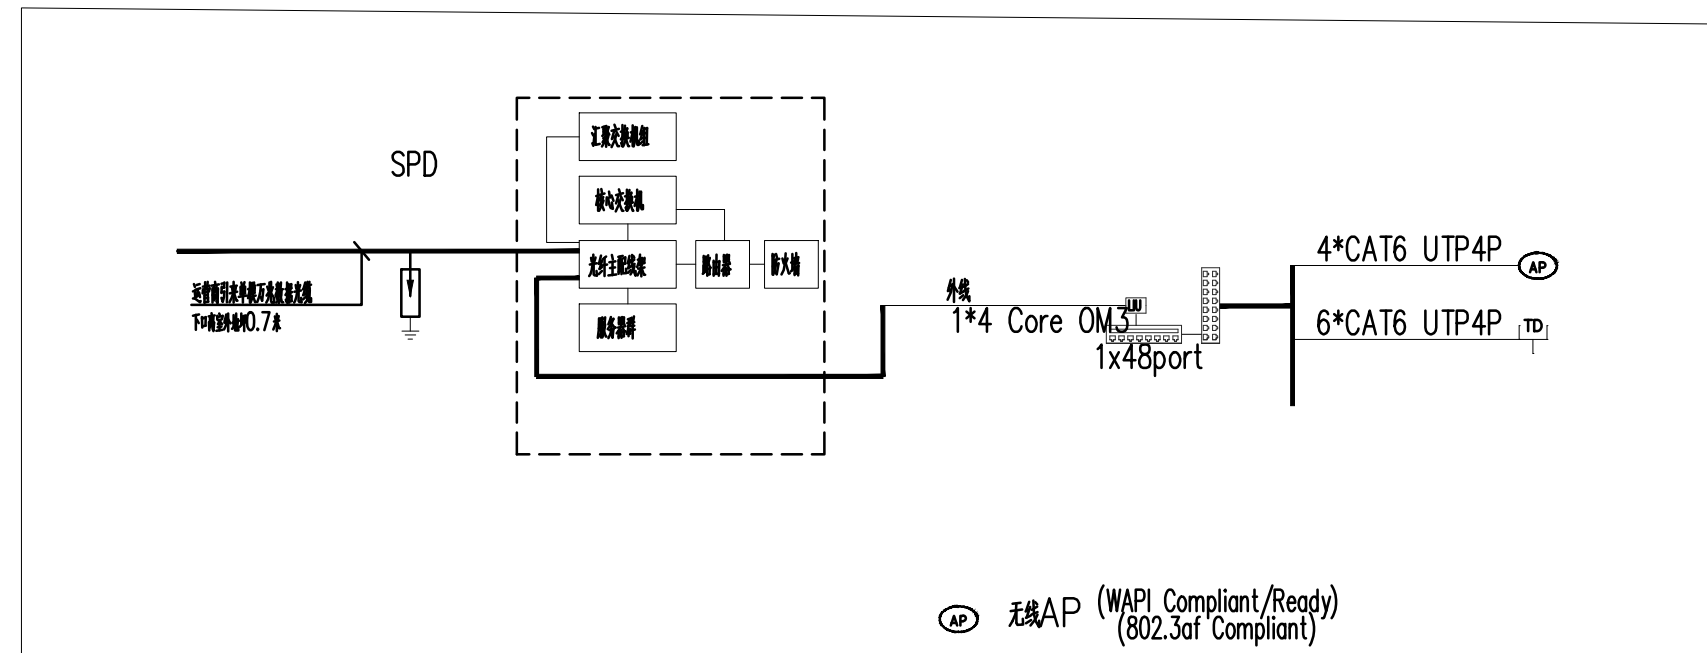 汇聚交换机组
SPD
核心交换机
光纤主配线架
路由器
防火墙
服务器群
运营商引来单模万兆数据光缆
下口离室外地坪0.7米
外线
1*4 Core OM3
LIU
1x48port
4*CAT6 UTP4P
AP
6*CAT6 UTP4P
TD
AP 无线AP (WAPI Compliant/Ready)
(802.3af Compliant)